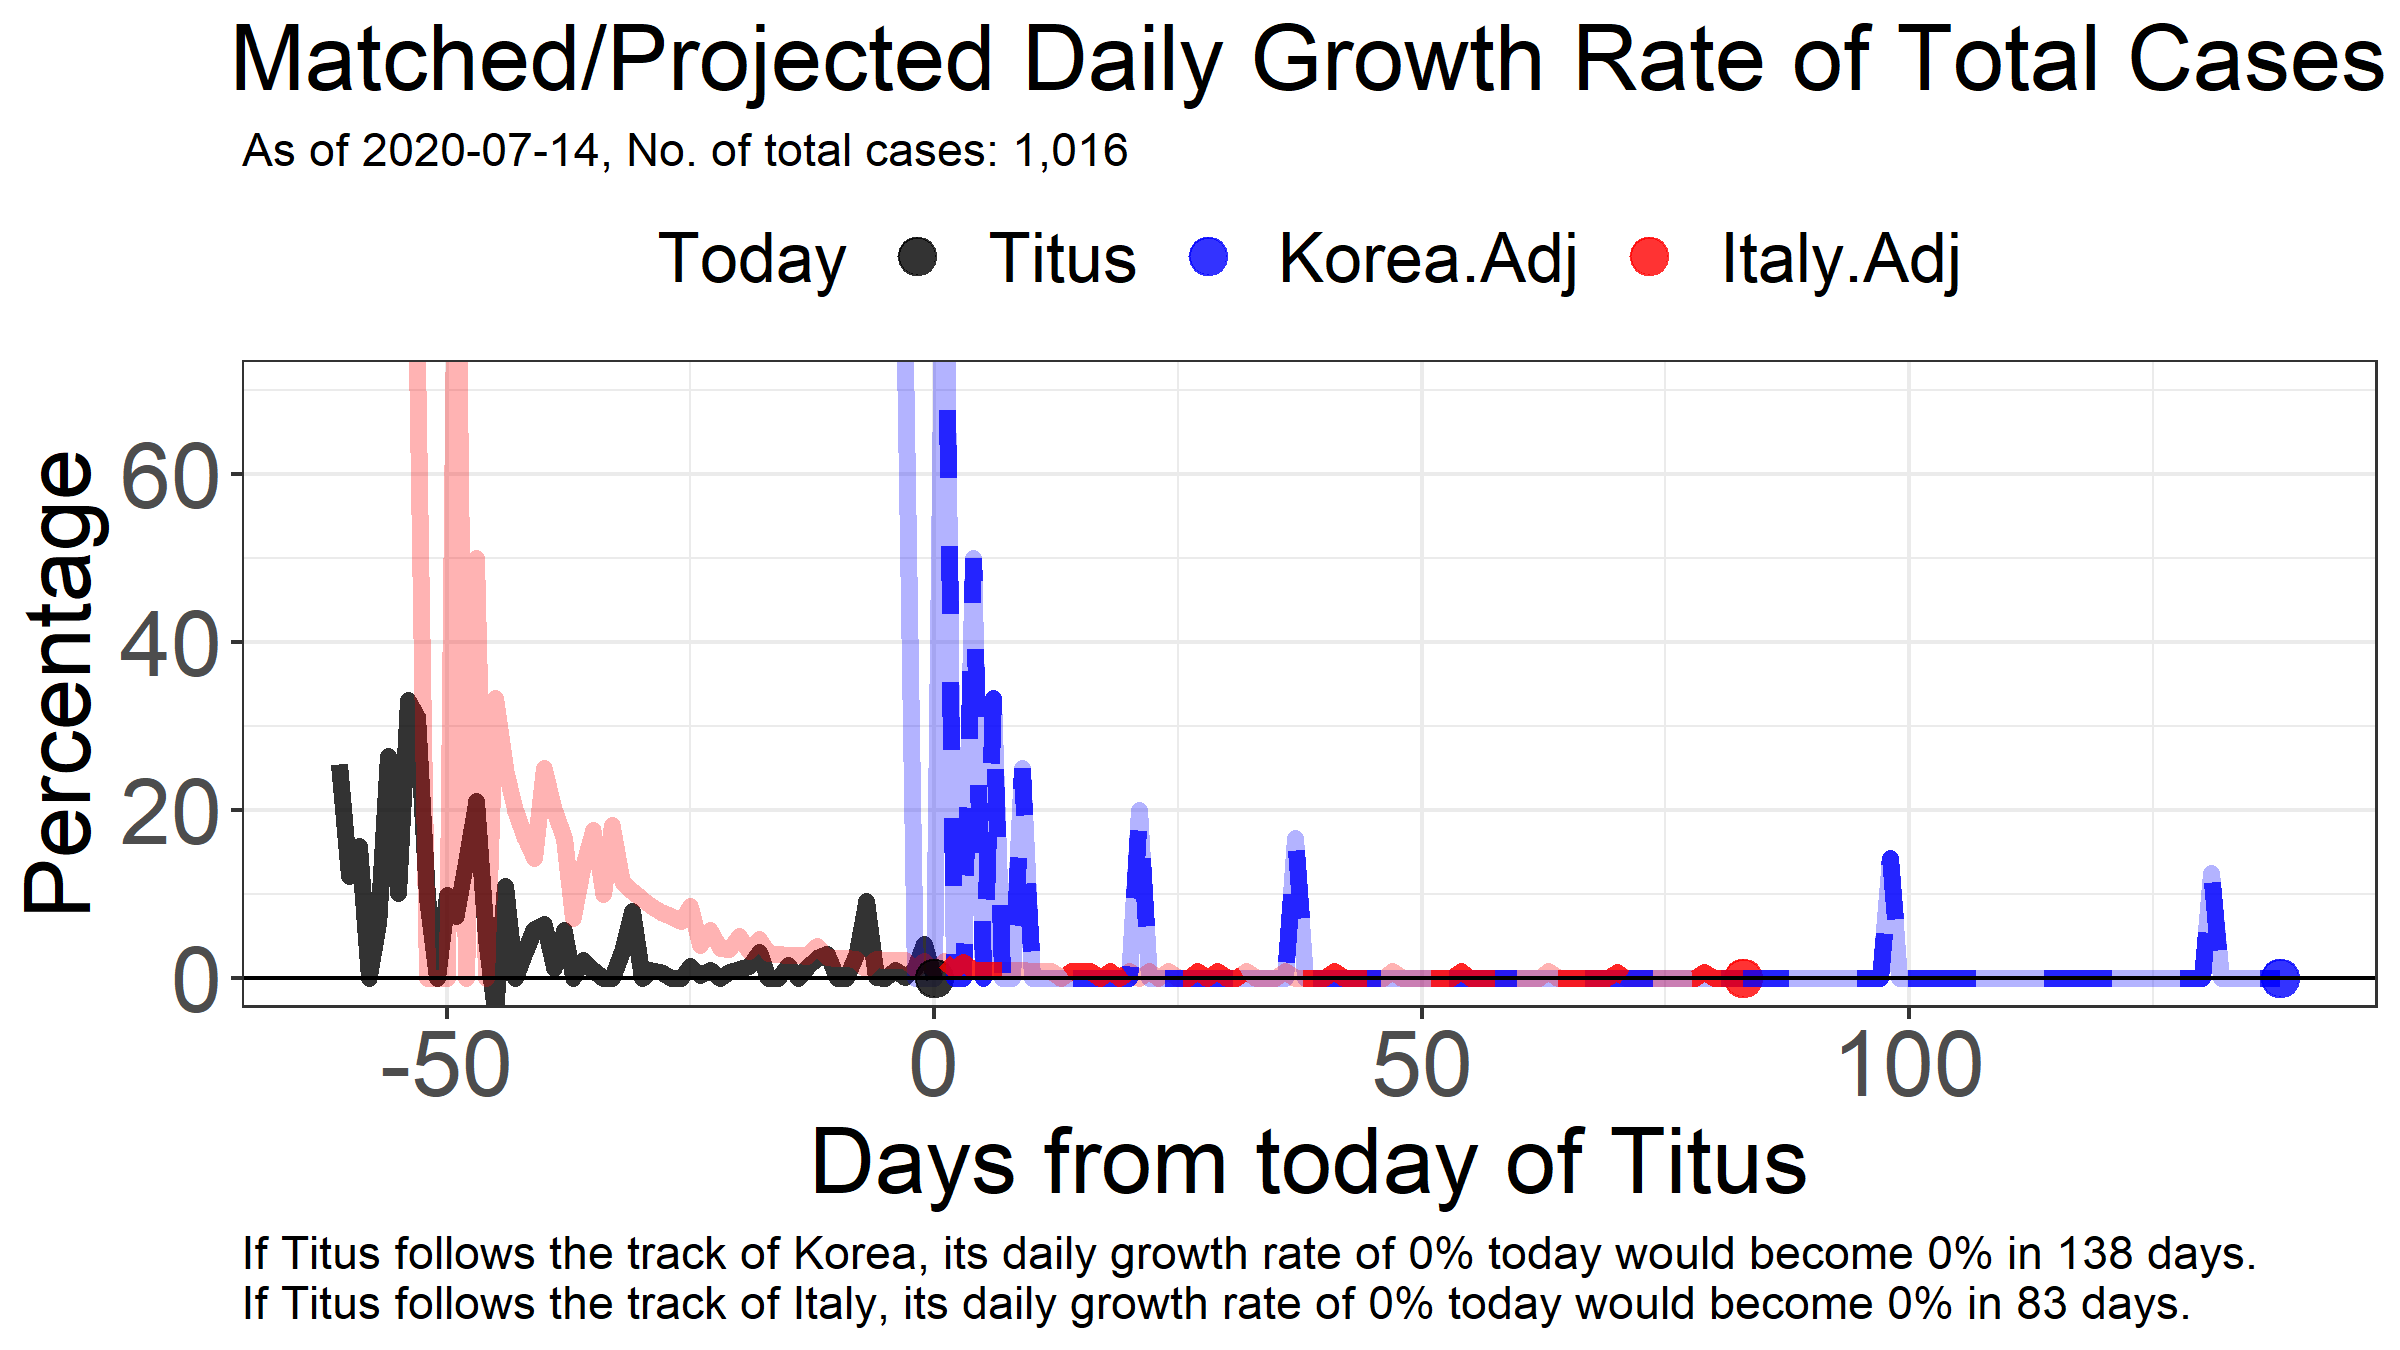 Matched/Projected Daily Growth Rate of Total Cases
As of 2020-07-14, No. of total cases: 1,016
Today Titus Korea.Adj Italy.Adj
Percentage
60
40
20
0
-50 0 50 100
Days from today of Titus
If Titus follows the track of Korea, its daily growth rate of 0% today would become 0% in 138 days.
If Titus follows the track of Italy, its daily growth rate of 0% today would become 0% in 83 days.